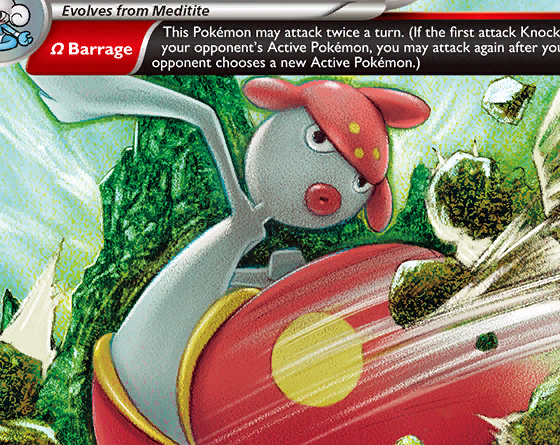 Evolves from Meditite
Ω Barrage
This Pokémon may attack twice a turn. (If the first attack Knock
your opponent's Active Pokémon, you may attack again after you
opponent chooses a new Active Pokémon.)